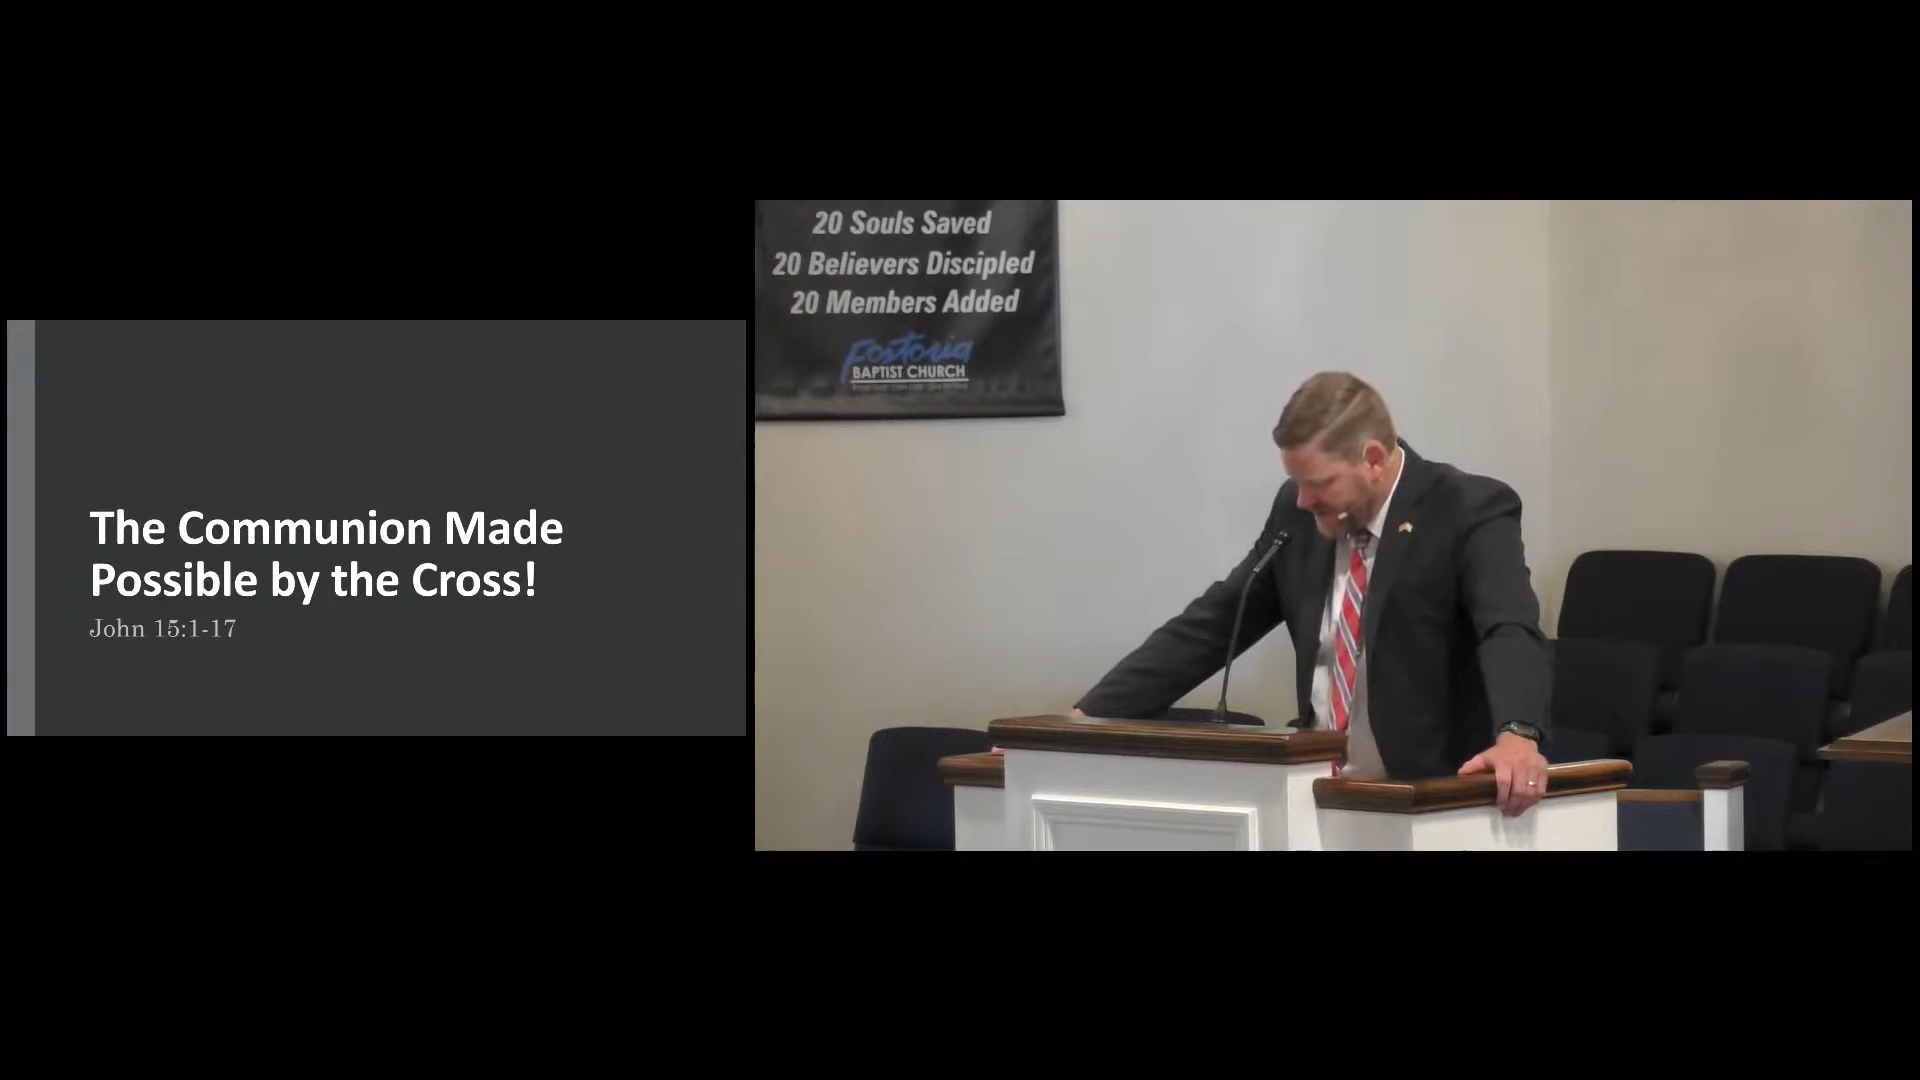 The Communion Made
Possible by the Cross!
John 15:1-17
20 Souls Saved
20 Believers Discipled
20 Members Added
Fostoria
BAPTIST CHURCH